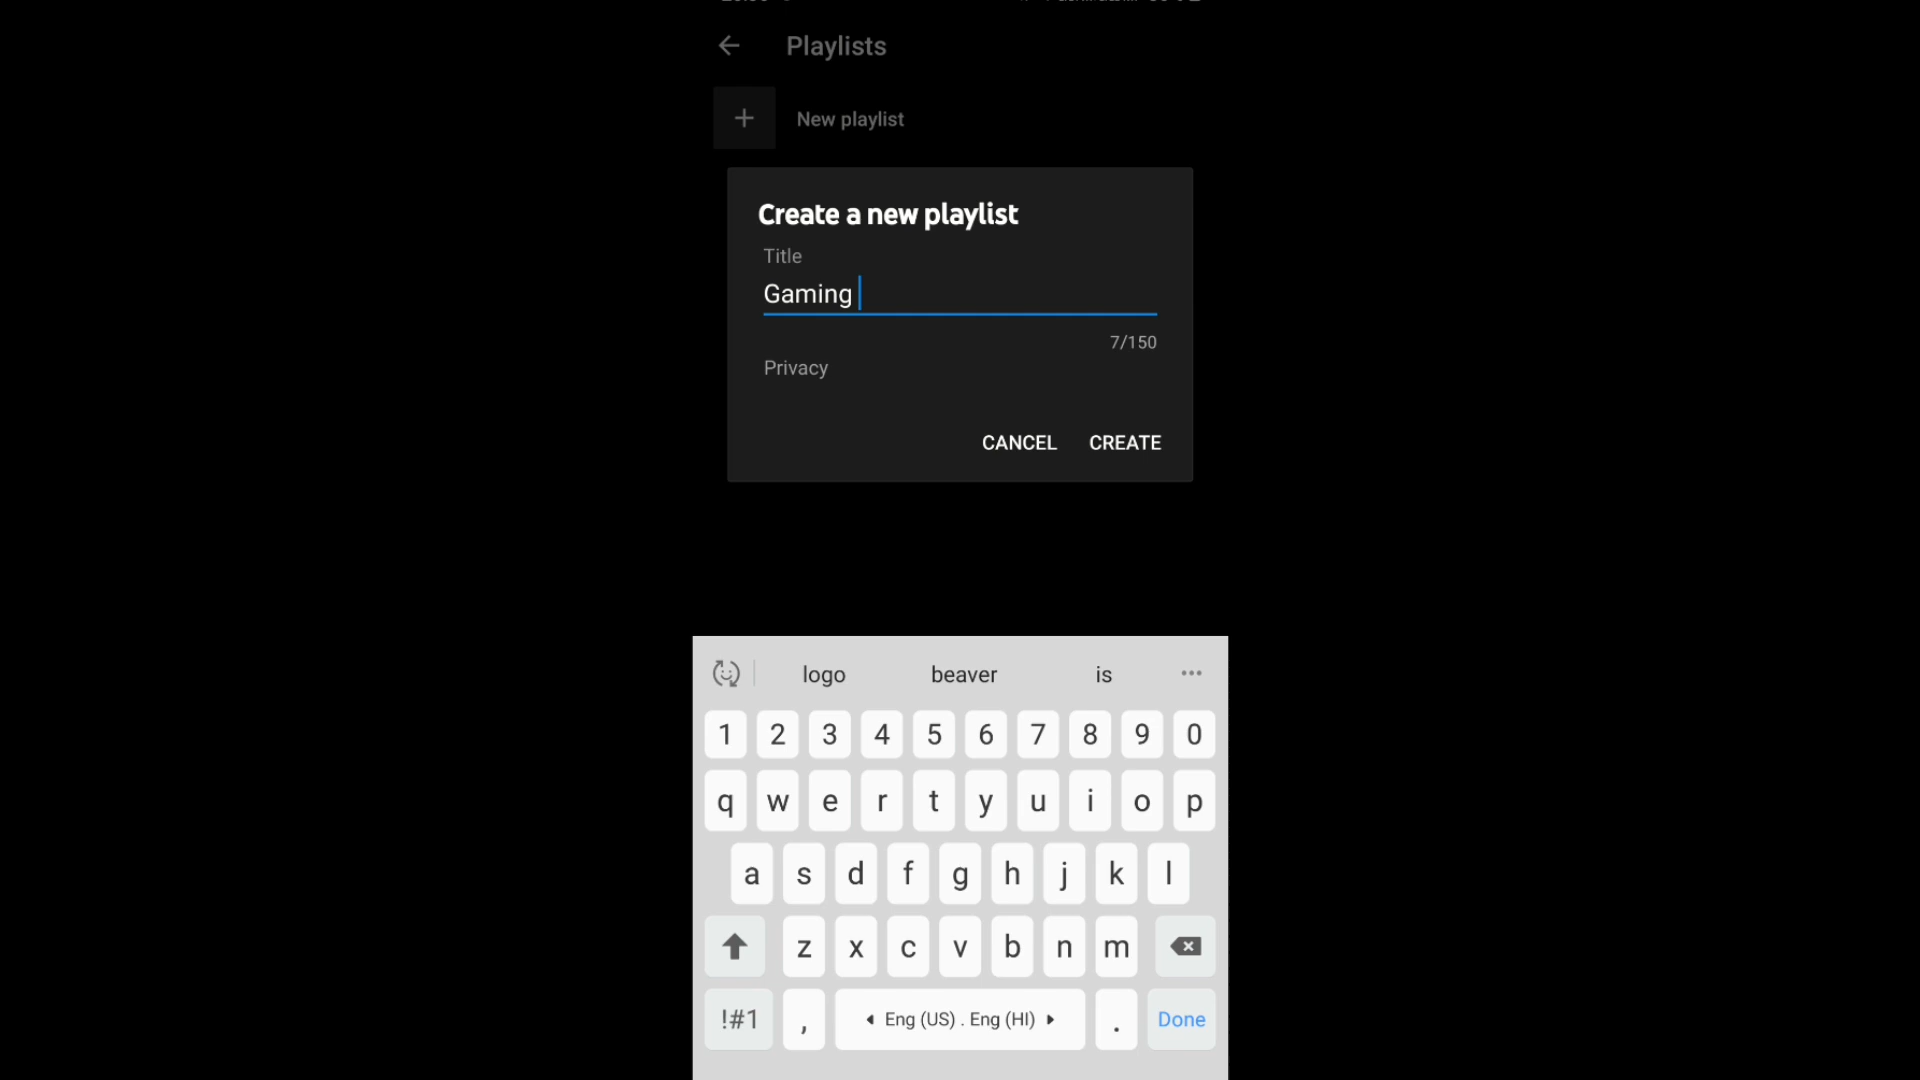 Playlists
New playlist
Create a new playlist
Title
Gaming
7/150
Privacy
CANCEL CREATE
logo beaver is
1 2 3 4 5 6 7 8 9 0
q w e r t y u i o p
a s d f g h j k l
z x c v b n m
!#1 , Eng (US) . Eng (HI) . Done